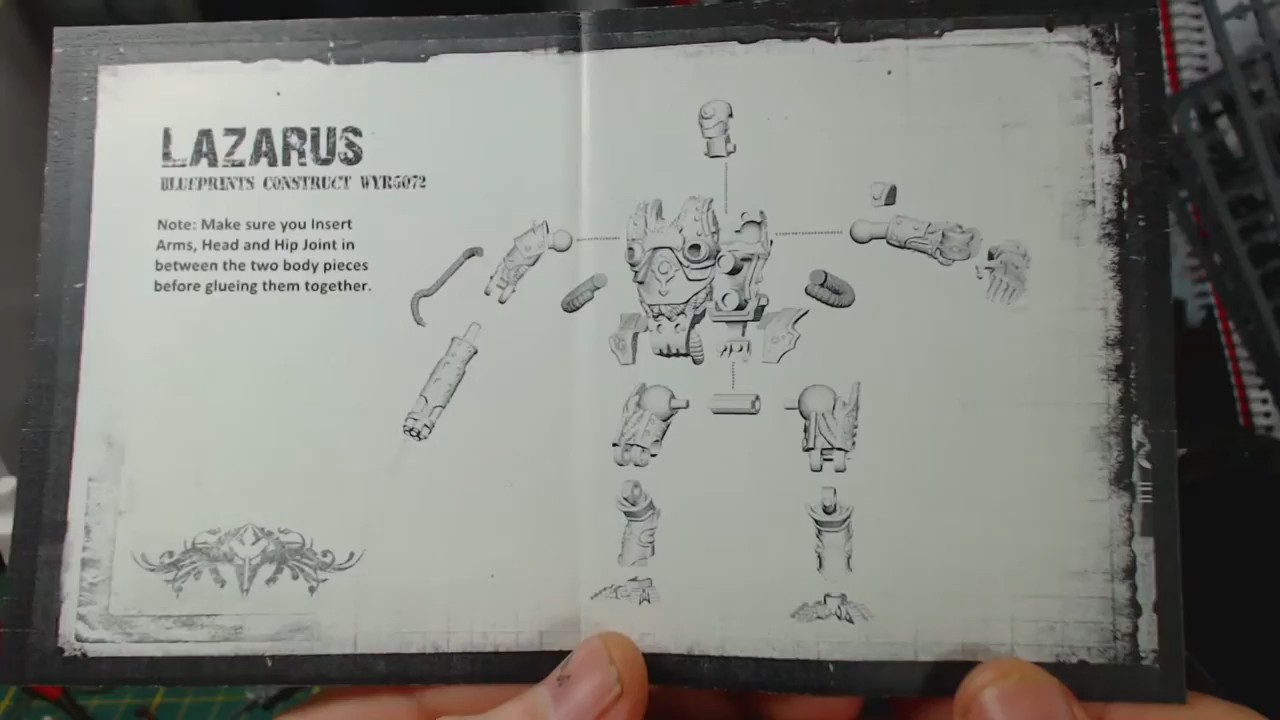 LAZARUS
BLUEPRINTS CONSTRUCT WYR5072
Note: Make sure you Insert
Arms, Head and Hip Joint in
between the two body pieces
before glueing them together.